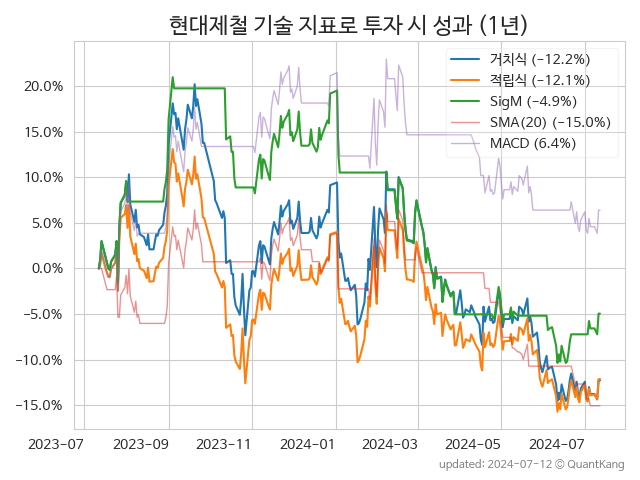 현대제철 기술 지표로 투자 시 성과 (1년)
거치식 (−12.2%)
적립식 (−12.1%)
SigM (−4.9%)
SMA(20) (−15.0%)
MACD (6.4%)
20.0%
15.0%
10.0%
5.0%
0.0%
−5.0%
−10.0%
−15.0%
2023-07 2023-09 2023-11 2024-01 2024-03 2024-05 2024-07
updated: 2024-07-12 ⓒ QuantKang